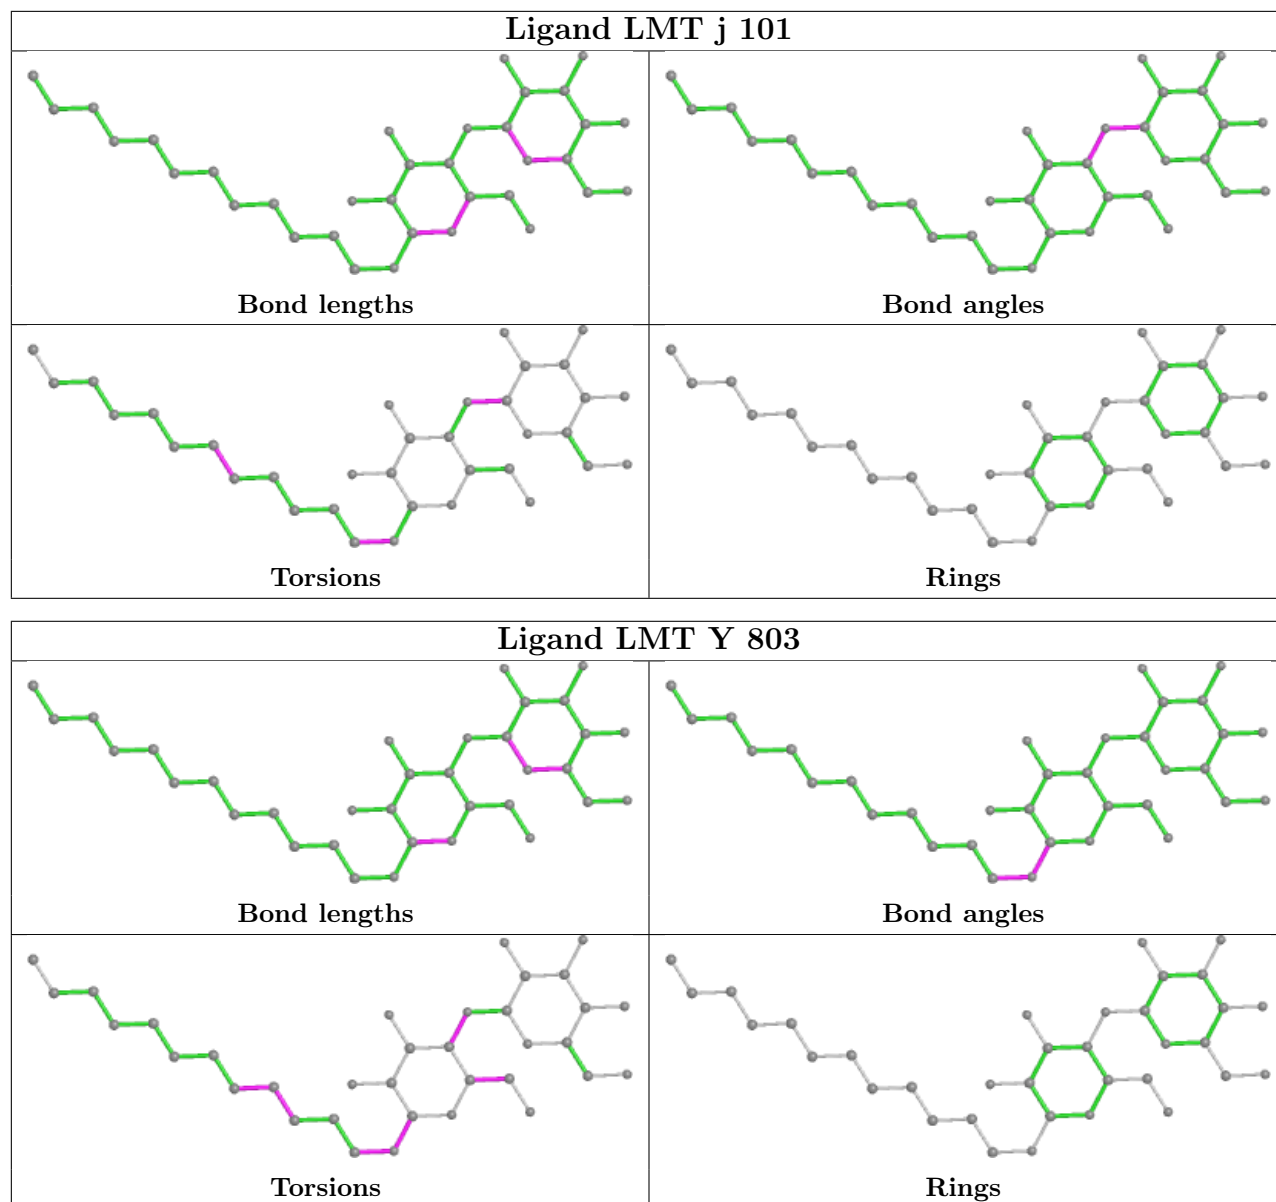 Ligand LMT j 101
Bond lengths
Bond angles
Torsions
Rings
Ligand LMT Y 803
Bond lengths
Bond angles
Torsions
Rings